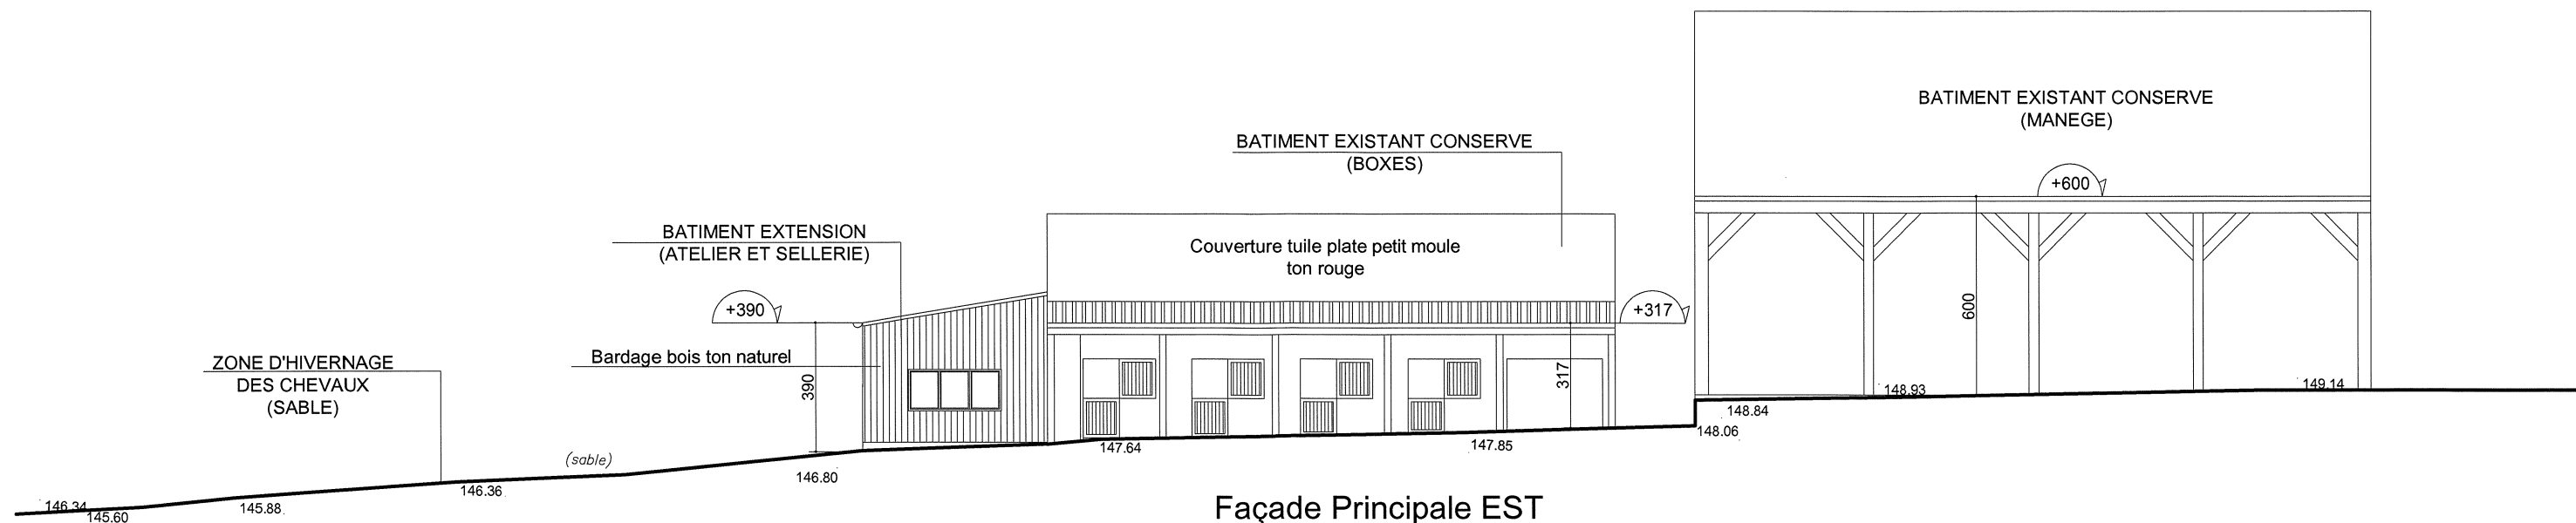 BATIMENT EXISTANT CONSERVE
(MANEGE)
BATIMENT EXISTANT CONSERVE
(BOXES)
+600
BATIMENT EXTENSION
(ATELIER ET SELLERIE)
Couverture tuile plate petit moule
ton rouge
+390
+317
600
Bardage bois ton naturel
ZONE D'HIVERNAGE
DES CHEVAUX
(SABLE)
390
317
148.93
149.14
148.84
148.06
147.64
147.85
(sable)
146.80
146.36
146.34
145.60
145.88
Façade Principale EST